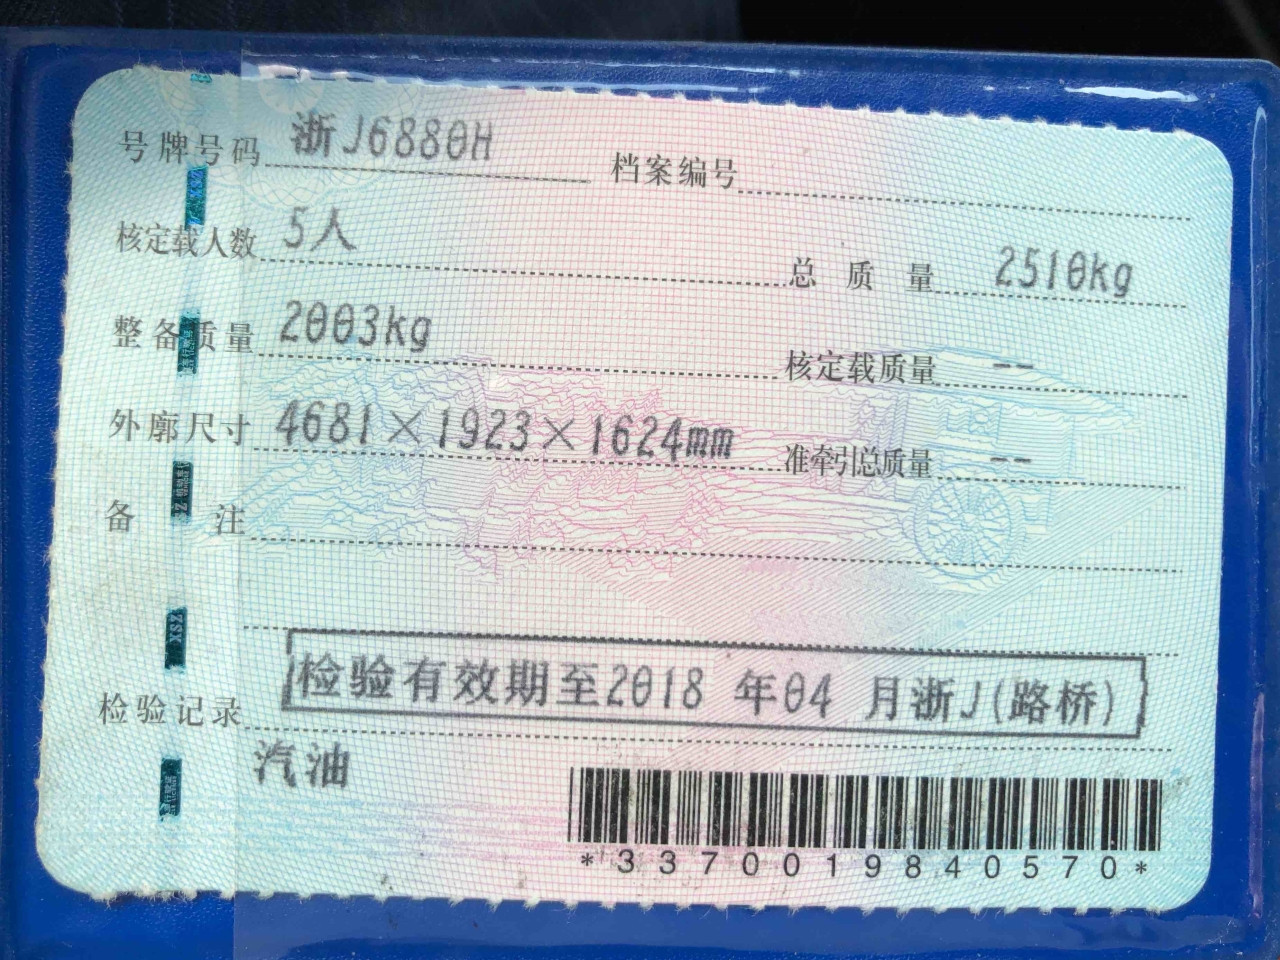 号牌号码 浙J6880H 档案编号
核定载人数 5人 总质量 2510kg
整备质量 2003kg 核定载质量 --
外廓尺寸 4681×1923×1624mm 准牵引总质量 --
备注
检验记录 检验有效期至2018 年04 月浙J(路桥)
汽油
*3370019840570*
XSZ
XSZ